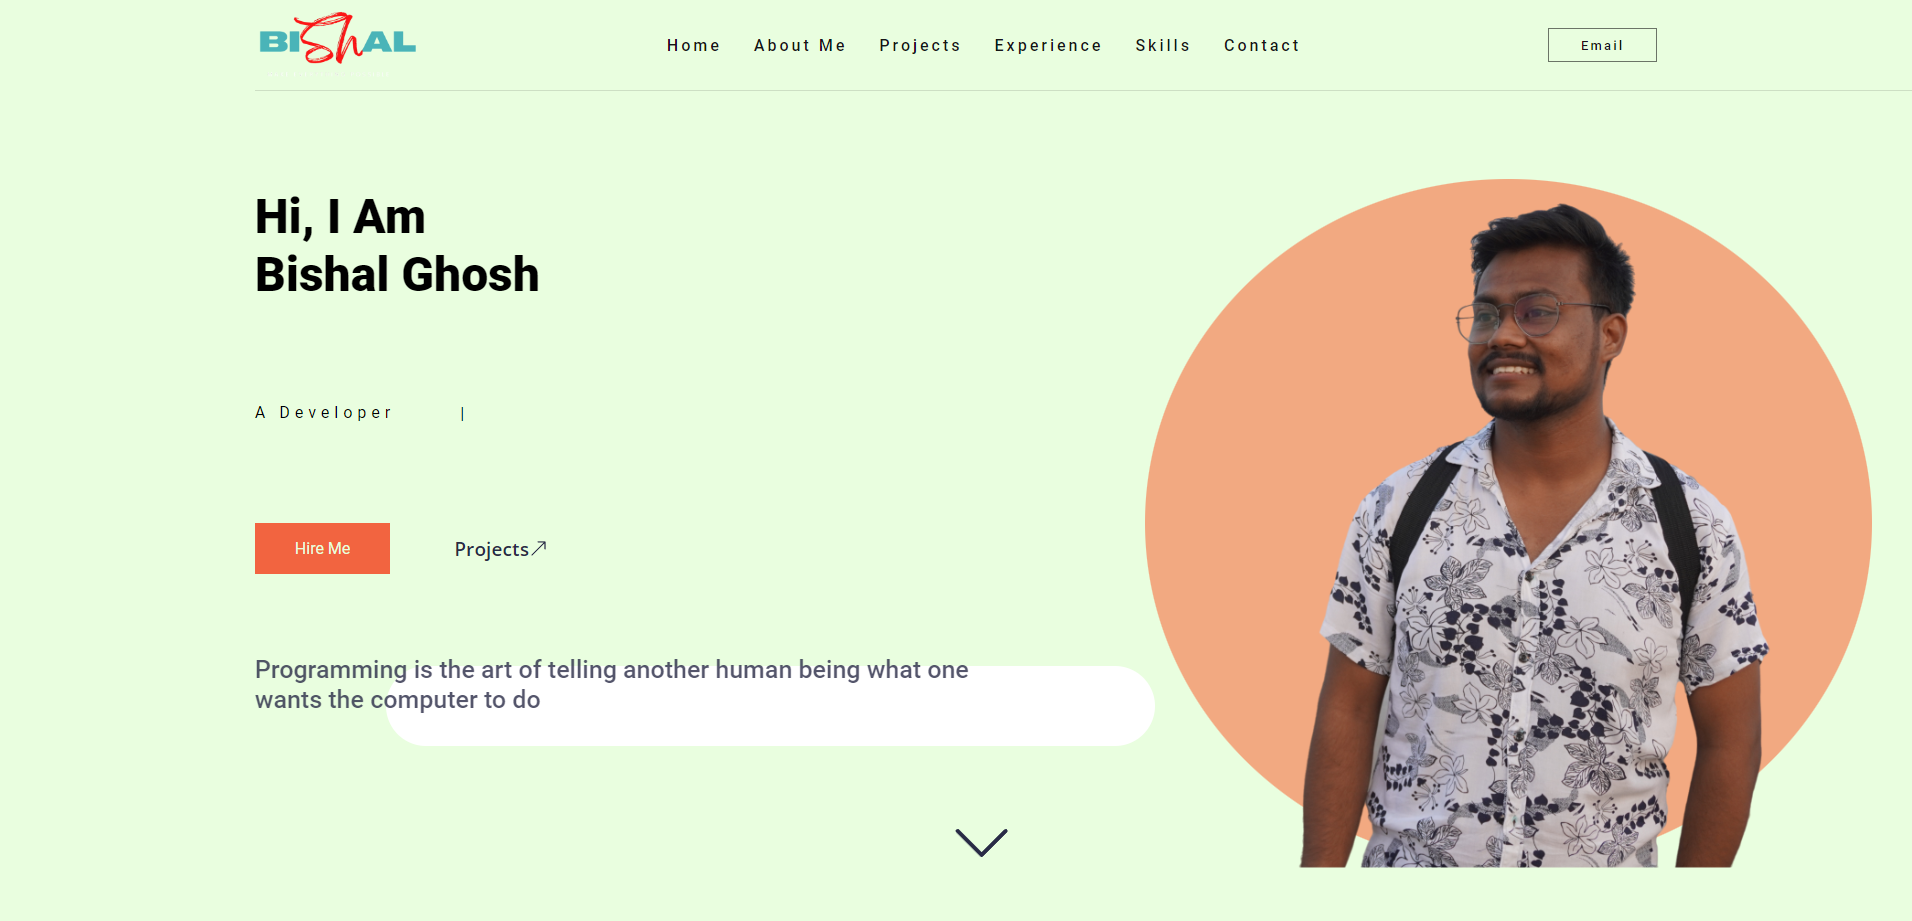 BIShAL
Home About Me Projects Experience Skills Contact
Email
Hi, I Am
Bishal Ghosh
A Developer |
Hire Me
Projects
Programming is the art of telling another human being what one
wants the computer to do